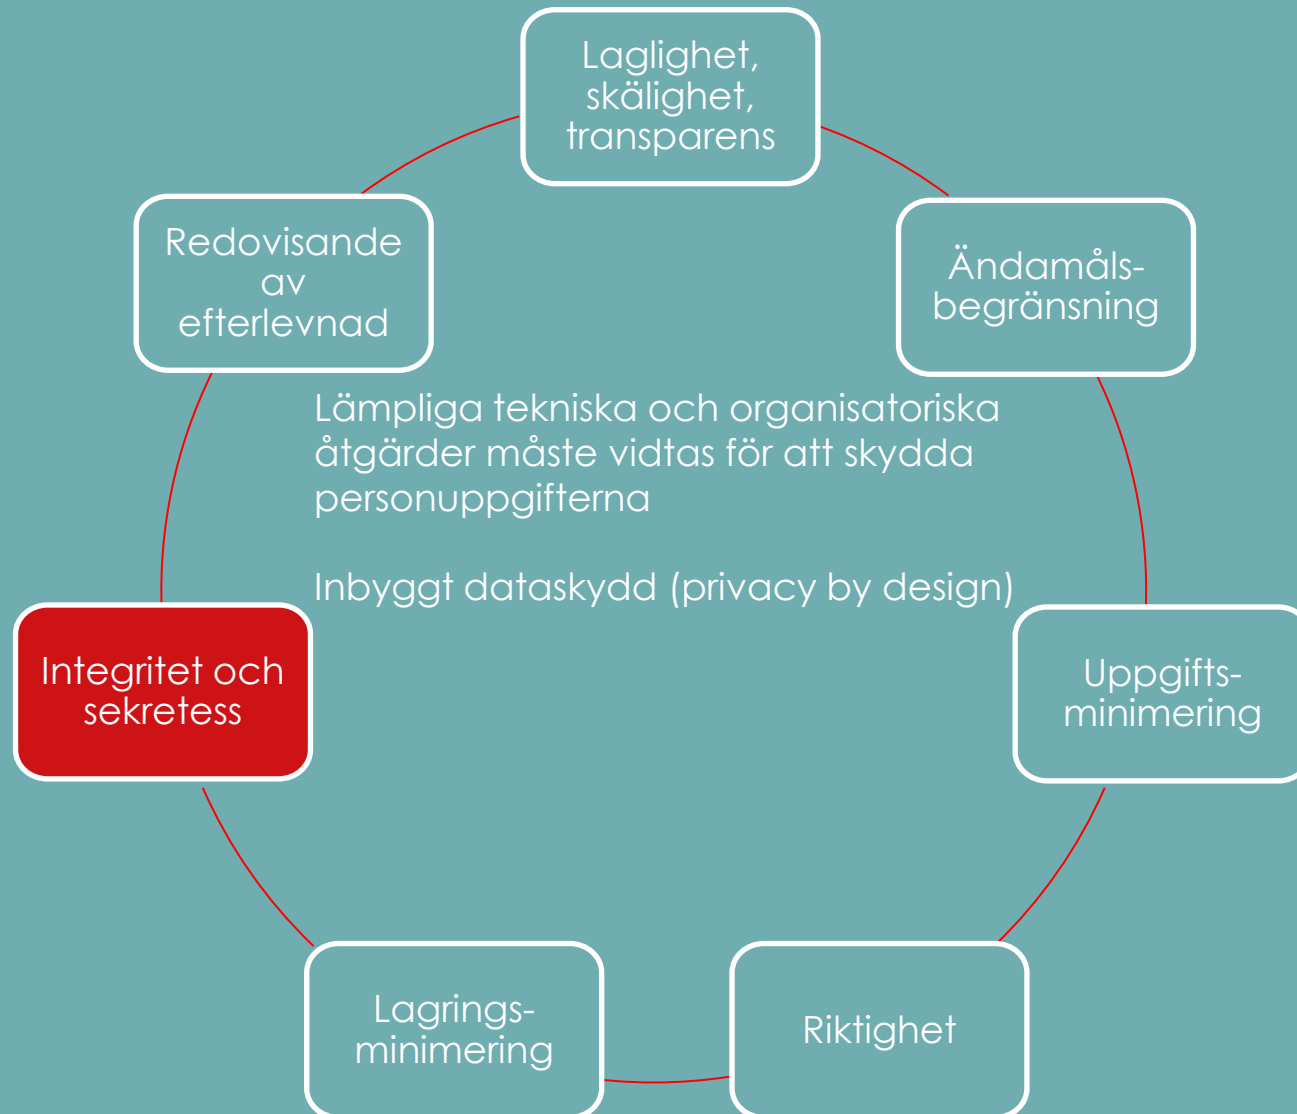 Laglighet,
skälighet,
transparens
Ändamåls-
begränsning
Uppgifts-
minimering
Riktighet
Lagrings-
minimering
Integritet och
sekretess
Redovisande
av
efterlevnad
Lämpliga tekniska och organisatoriska
åtgärder måste vidtas för att skydda
personuppgifterna
Inbyggt dataskydd (privacy by design)